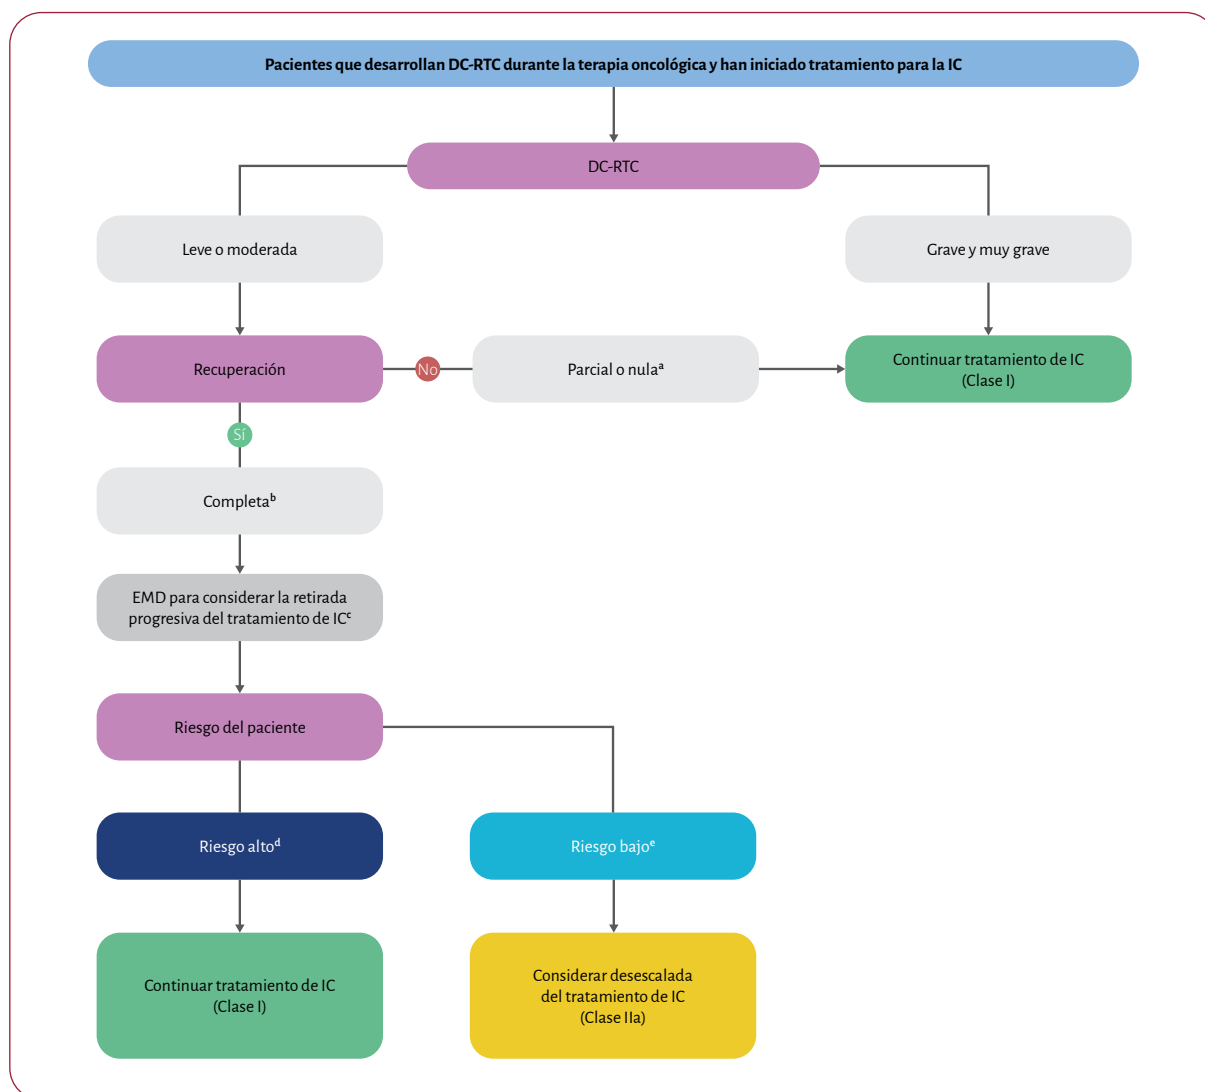 Pacientes que desarrollan DC-RTC durante la terapia oncológica y han iniciado tratamiento para la IC
DC-RTC
Leve o moderada
Grave y muy grave
Recuperación
No
Parcial o nulaᵃ
Continuar tratamiento de IC
(Clase I)
Sí
Completaᵇ
EMD para considerar la retirada
progresiva del tratamiento de ICᶜ
Riesgo del paciente
Riesgo altoᵈ
Riesgo bajoᵉ
Continuar tratamiento de IC
(Clase I)
Considerar desescalada
del tratamiento de IC
(Clase IIa)